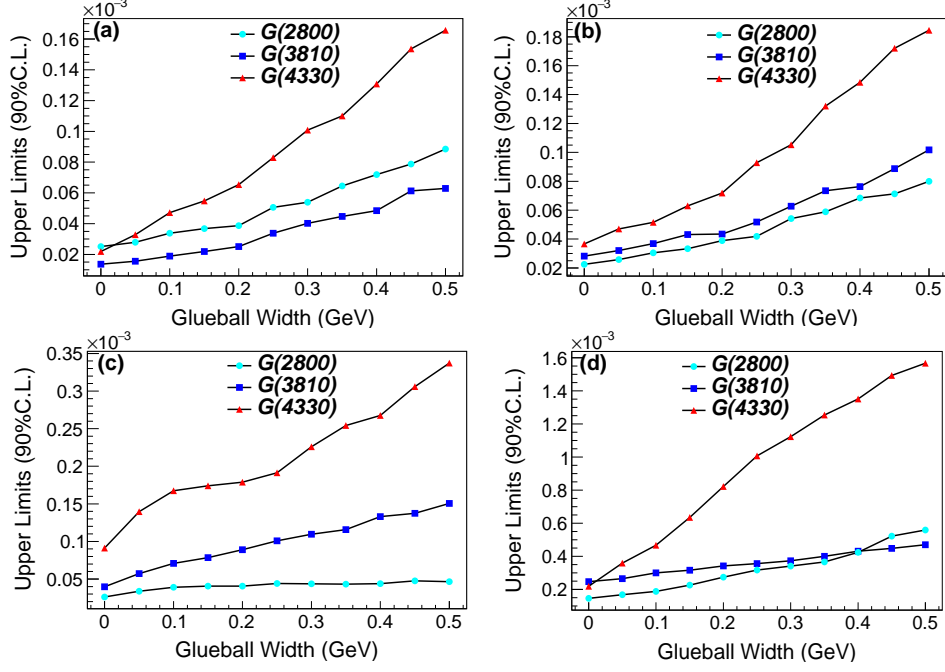 ×10⁻³
(a)
G(2800)
G(3810)
G(4330)
0.16
0.14
0.12
0.1
0.08
0.06
0.04
0.02
Upper Limits (90%C.L.)
0 0.1 0.2 0.3 0.4 0.5
Glueball Width (GeV)
×10⁻³
(b)
G(2800)
G(3810)
G(4330)
0.18
0.16
0.14
0.12
0.1
0.08
0.06
0.04
0.02
Upper Limits (90%C.L.)
0 0.1 0.2 0.3 0.4 0.5
Glueball Width (GeV)
×10⁻³
(c)
G(2800)
G(3810)
G(4330)
0.35
0.3
0.25
0.2
0.15
0.1
0.05
Upper Limits (90%C.L.)
0 0.1 0.2 0.3 0.4 0.5
Glueball Width (GeV)
×10⁻³
(d)
G(2800)
G(3810)
G(4330)
1.6
1.4
1.2
1
0.8
0.6
0.4
0.2
Upper Limits (90%C.L.)
0 0.1 0.2 0.3 0.4 0.5
Glueball Width (GeV)